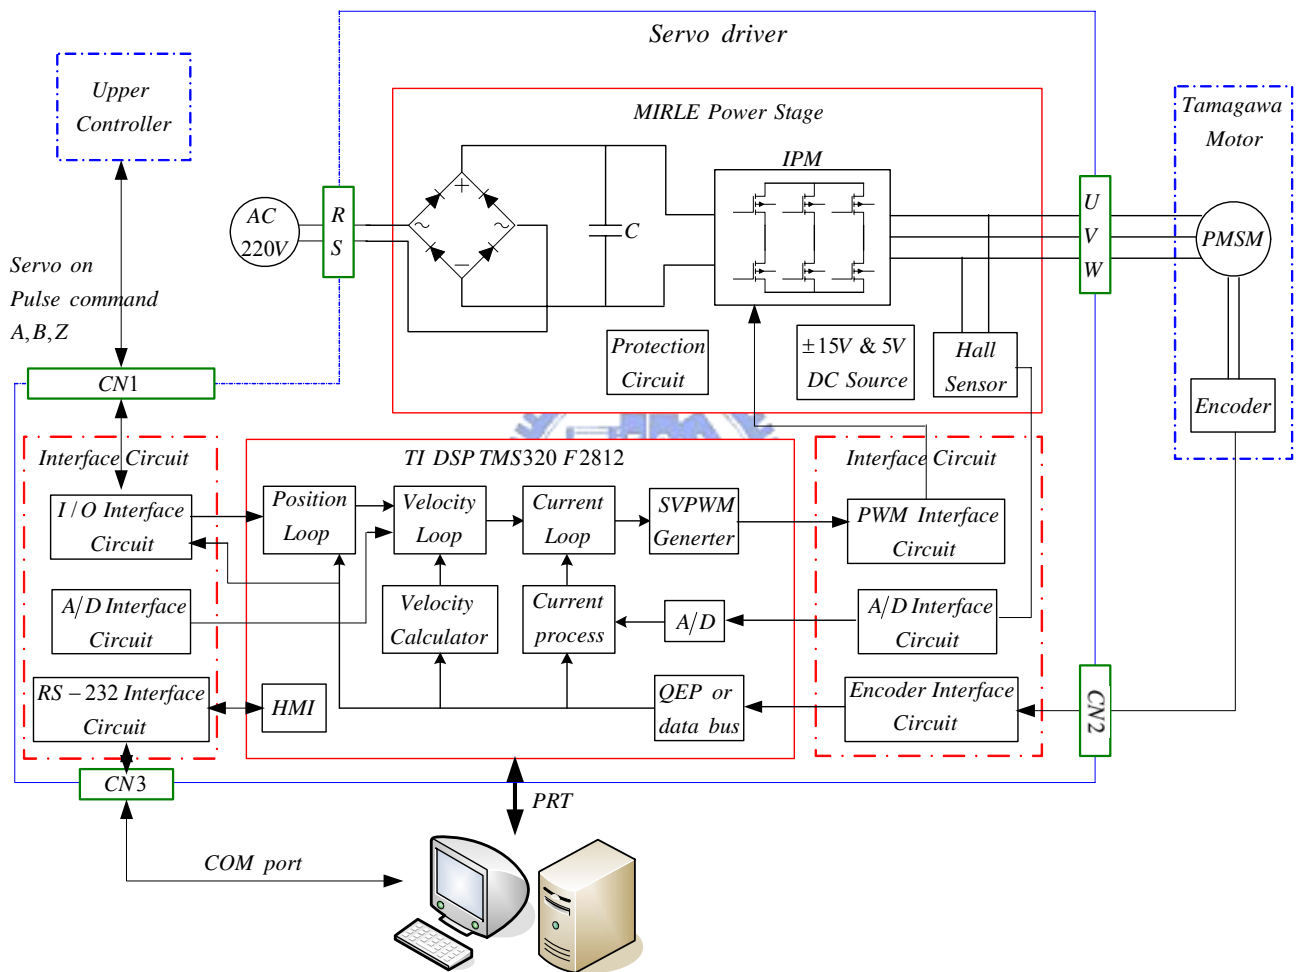 Servo driver
Upper
Controller
MIRLE Power Stage
Tamagawa
Motor
IPM
AC
220V
R
S
+
~
~
−
C
U
V
W
PMSM
Servo on
Pulse command
A,B,Z
Protection
Circuit
±15V & 5V
DC Source
Hall
Sensor
CN1
Encoder
Interface Circuit
TI DSP TMS320 F2812
Interface Circuit
I/O Interface
Circuit
Position
Loop
Velocity
Loop
Current
Loop
SVPWM
Generter
PWM Interface
Circuit
A/D Interface
Circuit
Velocity
Calculator
Current
process
A/D
A/D Interface
Circuit
RS−232 Interface
Circuit
HMI
QEP or
data bus
Encoder Interface
Circuit
CN2
CN3
PRT
COM port